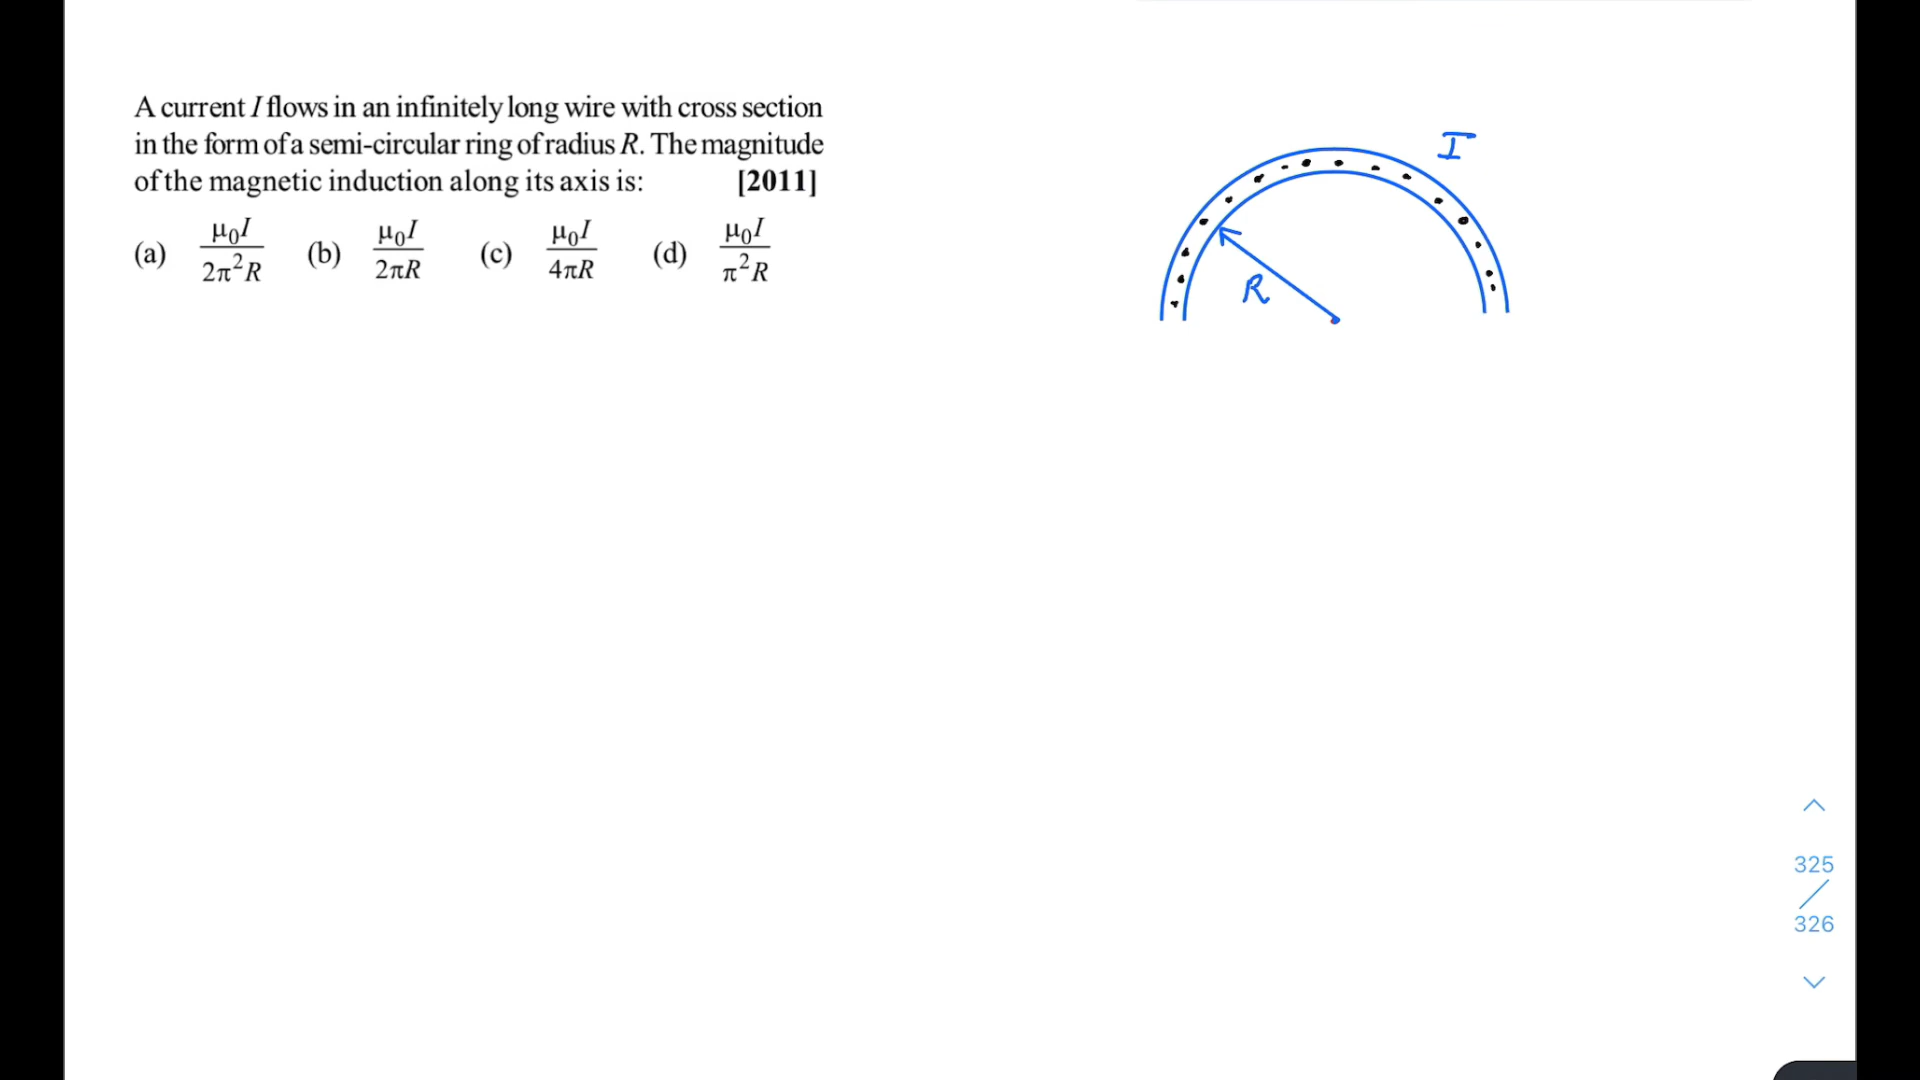 A current I flows in an infinitely long wire with cross section
in the form of a semi-circular ring of radius R. The magnitude
of the magnetic induction along its axis is: [2011]
(a) μ₀I / 2π²R (b) μ₀I / 2πR (c) μ₀I / 4πR (d) μ₀I / π²R
I
R
325
/
326